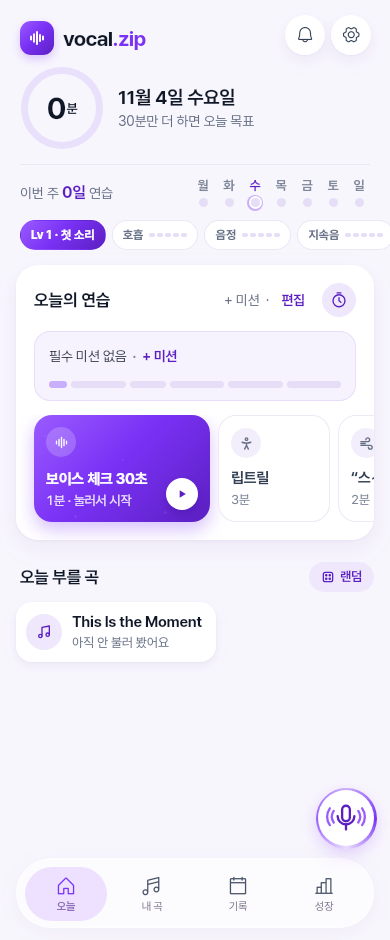 vocal.zip
0분
11월 4일 수요일
30분만 더 하면 오늘 목표
이번 주 0일 연습
월 화 수 목 금 토 일
Lv 1 · 첫 소리 호흡 음정 지속음
오늘의 연습 + 미션 · 편집
필수 미션 없음 · + 미션
보이스 체크 30초
1분 · 눌러서 시작
립트릴
3분
“스
2분
오늘 부를 곡 랜덤
This Is the Moment
아직 안 불러 봤어요
오늘 내 곡 기록 성장